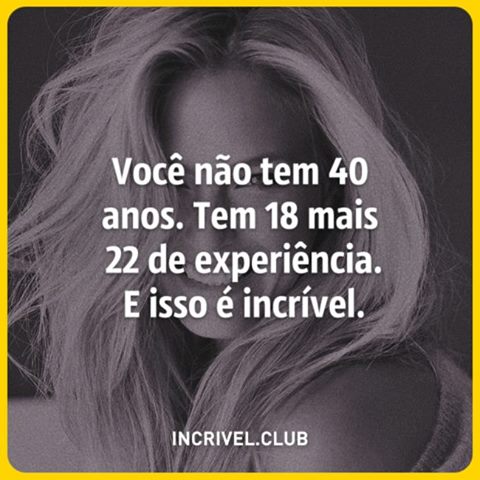 Você não tem 40
anos. Tem 18 mais
22 de experiência.
E isso é incrível.
INCRIVEL.CLUB